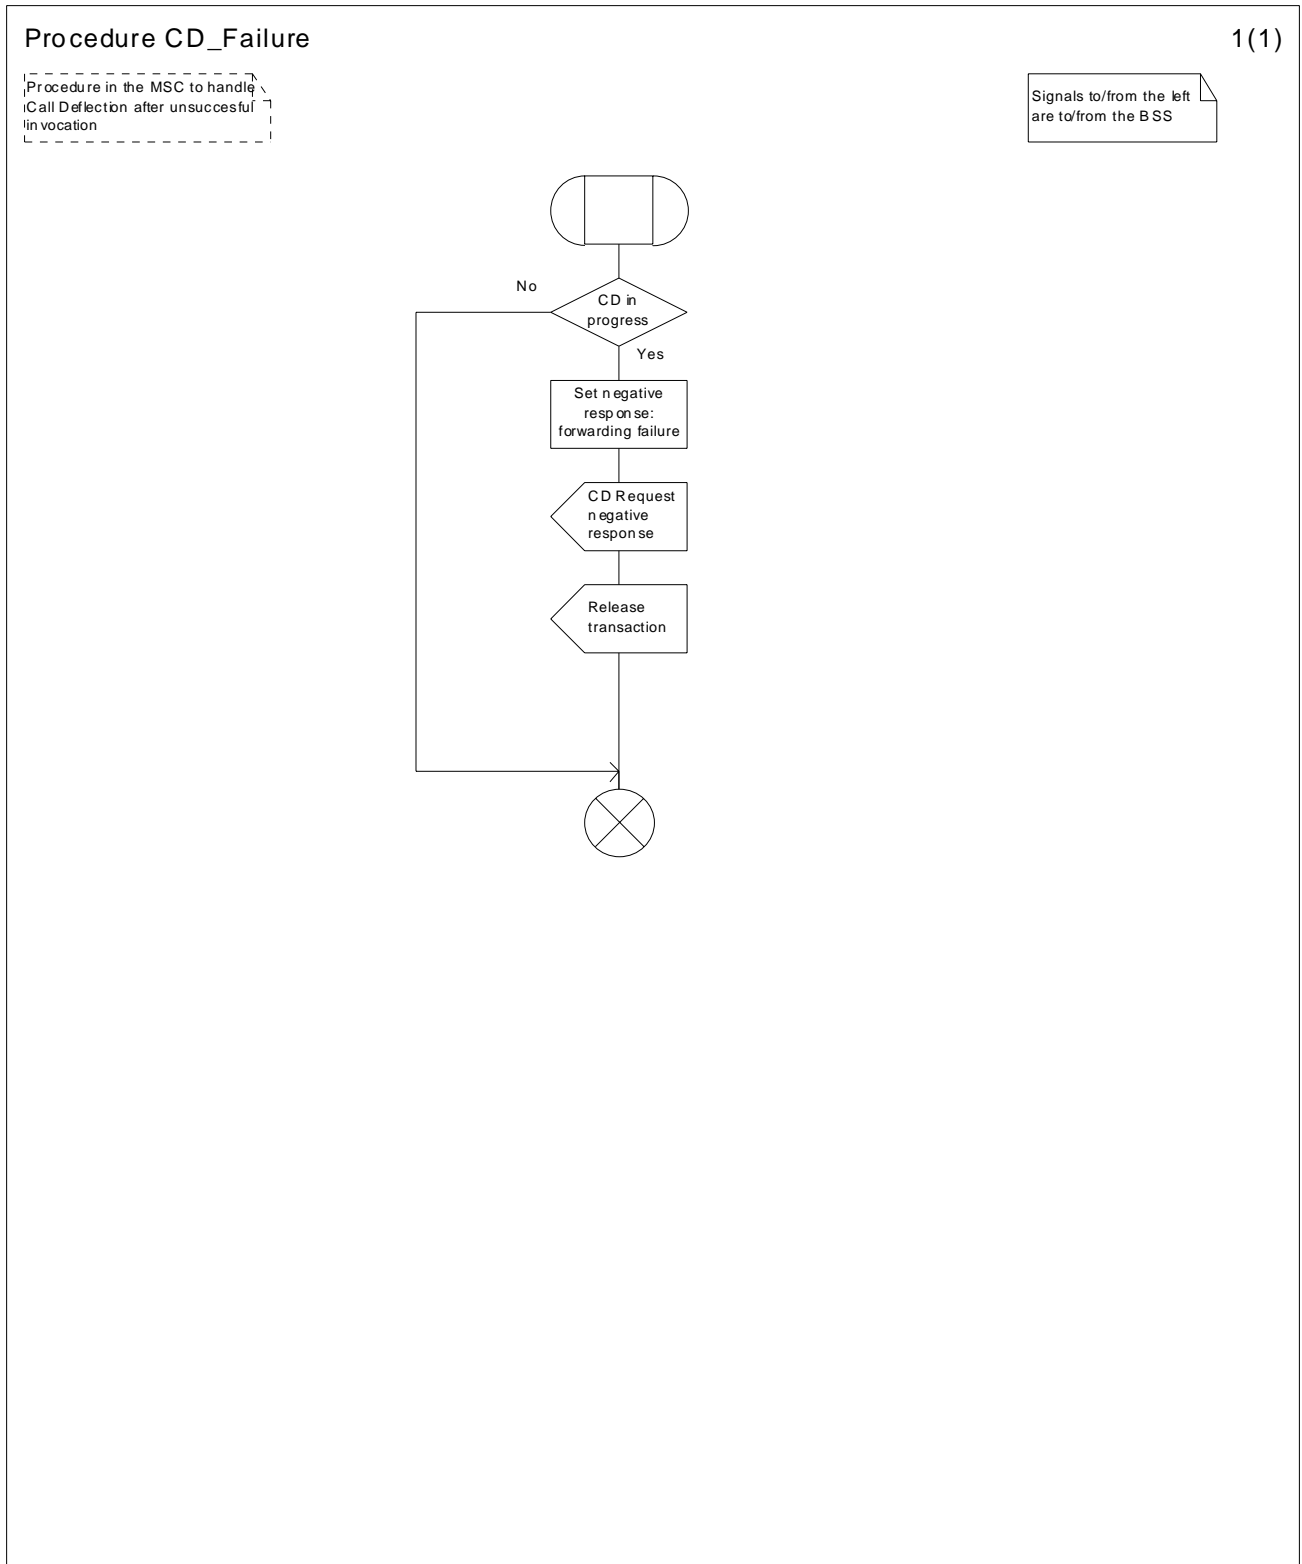 Procedure CD_Failure
1(1)
Procedure in the MSC to handle
Call Deflection after unsuccesful
invocation
Signals to/from the left
are to/from the BSS
No
CD in
progress
Yes
Set negative
response:
forwarding failure
CD Request
negative
response
Release
transaction